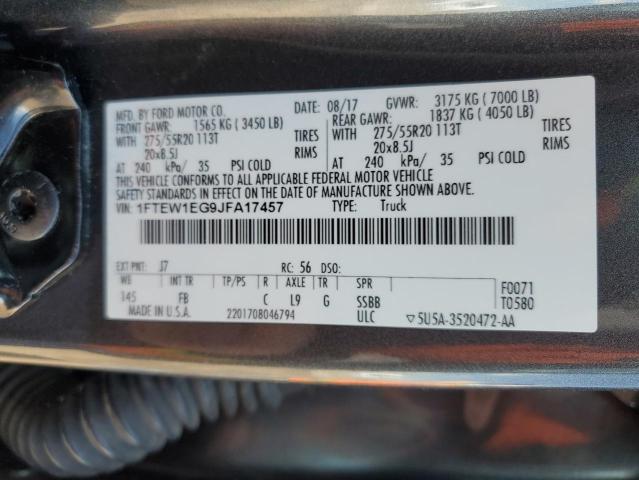 MFD. BY FORD MOTOR CO.
DATE: 08/17 GVWR: 3175 KG ( 7000 LB)
FRONT GAWR: 1565 KG ( 3450 LB)
REAR GAWR: 1837 KG ( 4050 LB)
WITH 275/55R20 113T TIRES
WITH 275/55R20 113T TIRES
20x8.5J RIMS
20x8.5J RIMS
AT 240 kPa/ 35 PSI COLD
AT 240 kPa/ 35 PSI COLD
THIS VEHICLE CONFORMS TO ALL APPLICABLE FEDERAL MOTOR VEHICLE
SAFETY STANDARDS IN EFFECT ON THE DATE OF MANUFACTURE SHOWN ABOVE.
VIN: 1FTEW1EG9JFA17457 TYPE: Truck
EXT PNT: J7 RC: 56 DSO:
WB INT TR TP/PS R AXLE TR SPR F0071
145 FB C L9 G SSBB T0580
MADE IN U.S.A. 2201708046794 ULC ▽5U5A-3520472-AA